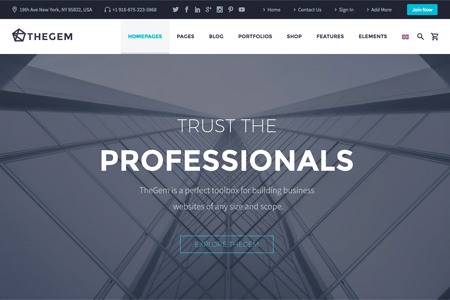 19th Ave New York, NY 95822, USA
+1 916-875-223-5968
Home
Contact Us
Sign In
Add More
Join Now
THEGEM
HOMEPAGES
PAGES
BLOG
PORTFOLIOS
SHOP
FEATURES
ELEMENTS
TRUST THE
PROFESSIONALS
TheGem is a perfect toolbox for building business
websites of any size and scope.
EXPLORE THEGEM